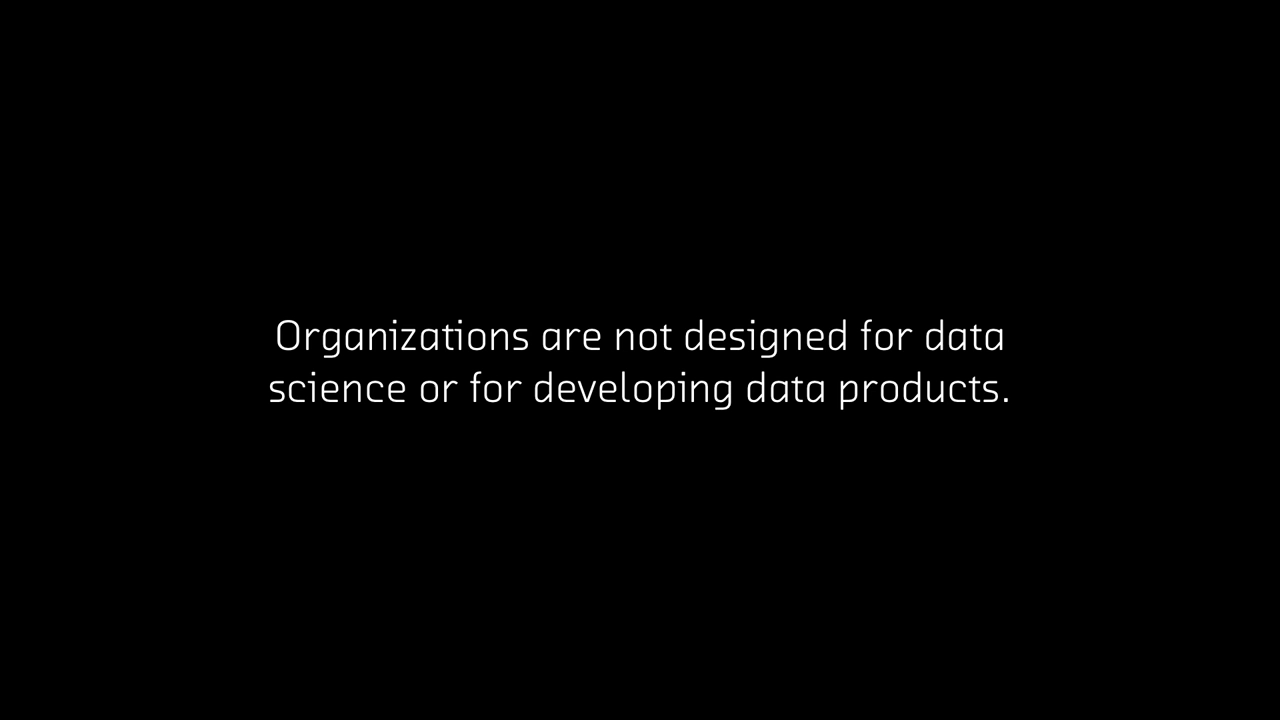 Organizations are not designed for data
science or for developing data products.